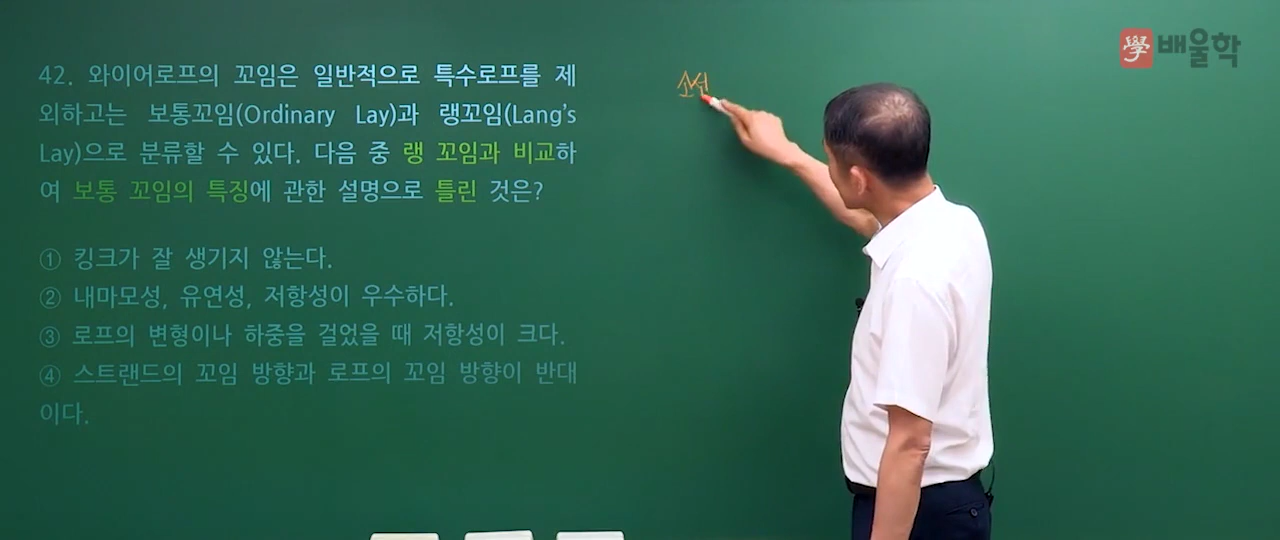 42. 와이어로프의 꼬임은 일반적으로 특수로프를 제
외하고는 보통꼬임(Ordinary Lay)과 랭꼬임(Lang's
Lay)으로 분류할 수 있다. 다음 중 랭 꼬임과 비교하
여 보통 꼬임의 특징에 관한 설명으로 틀린 것은?
① 킹크가 잘 생기지 않는다.
② 내마모성, 유연성, 저항성이 우수하다.
③ 로프의 변형이나 하중을 걸었을 때 저항성이 크다.
④ 스트랜드의 꼬임 방향과 로프의 꼬임 방향이 반대
이다.
소선
學 배울학